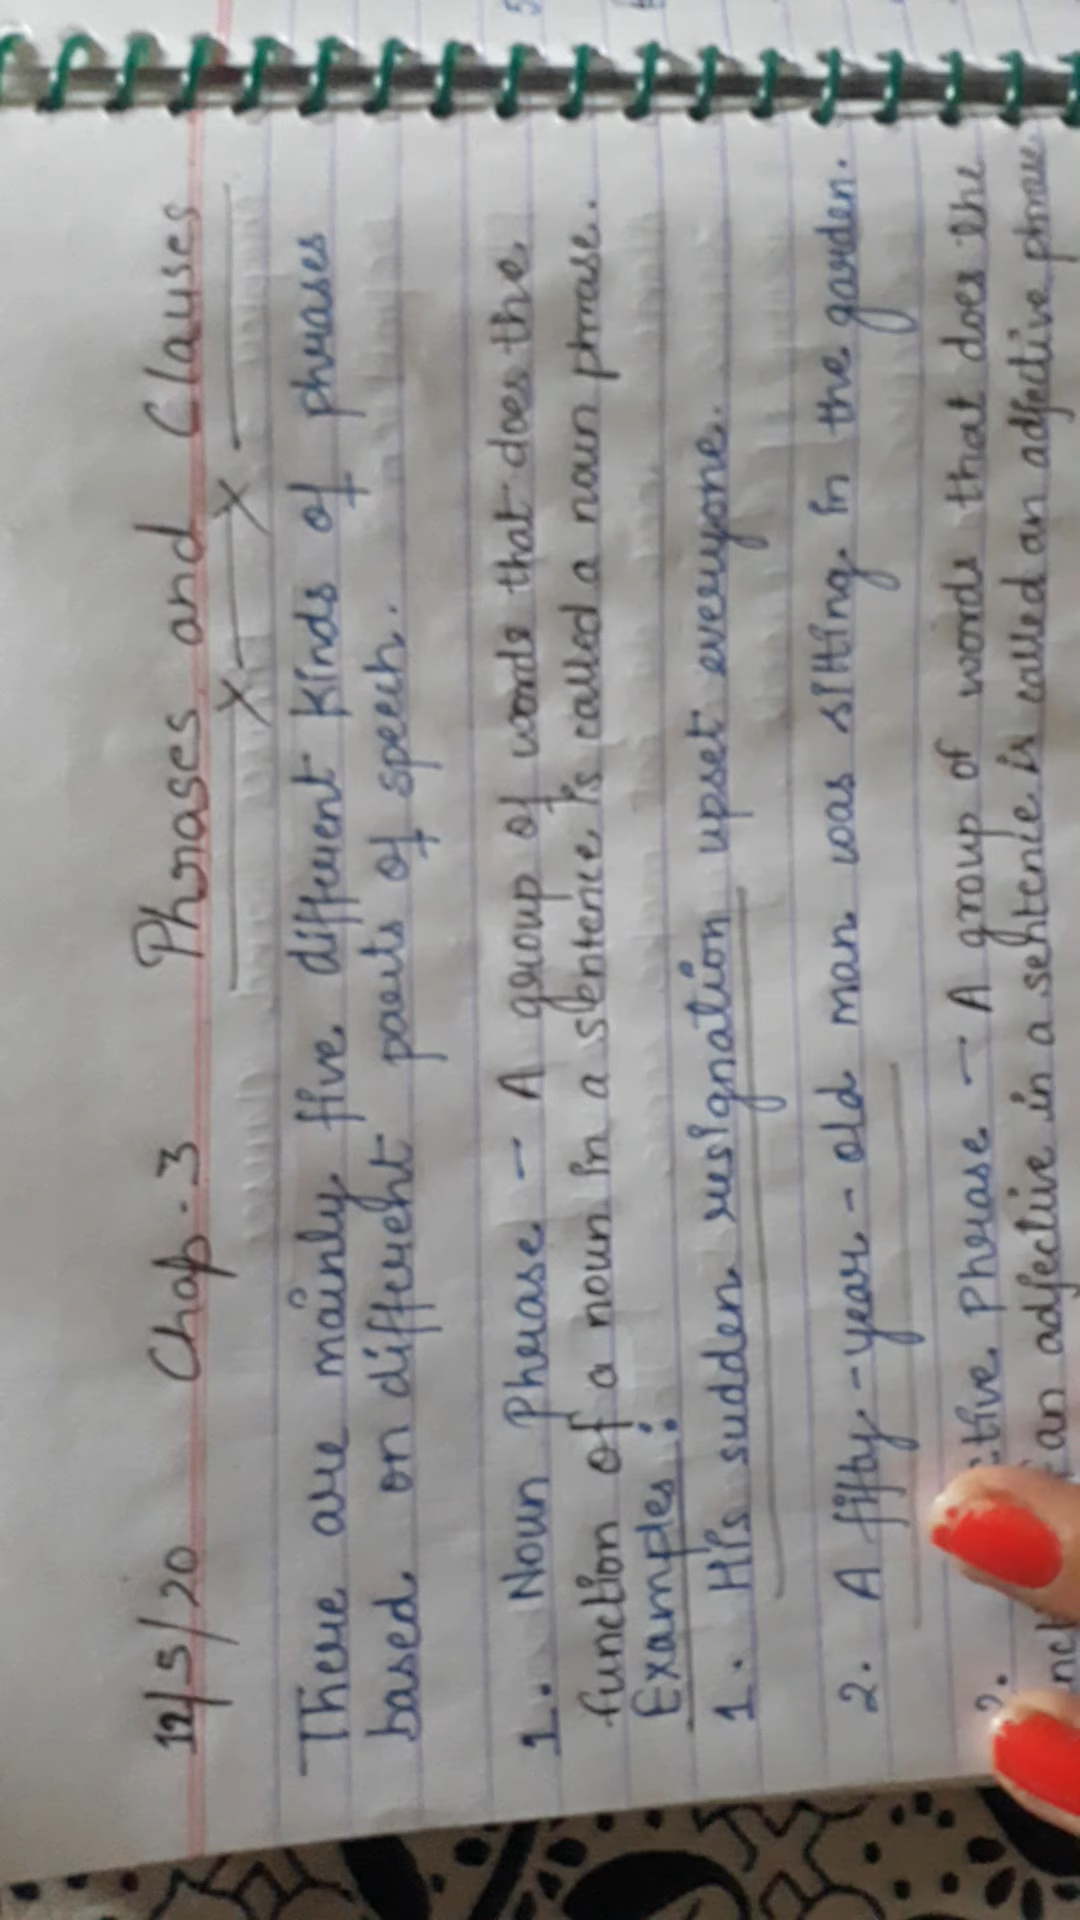 12/5/20 Chap. 3 Phrases and Clauses
x — x
There are mainly five different kinds of phrases
based on different parts of speech.
1. Noun Phrase - A group of words that does the
function of a noun in a sentence is called a noun phrase.
Examples:
1. His sudden resignation upset everyone.
2. A fifty-year-old man was sitting in the garden.
2. Phrase - A group of words that does the
an adjective in a sentence is called an adjective phrase